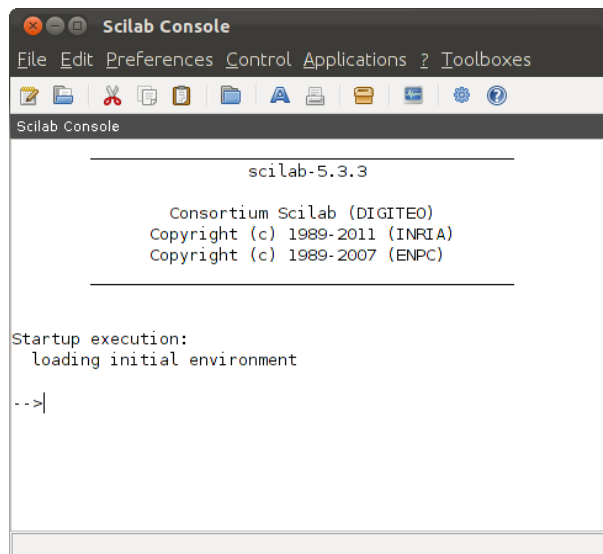 Scilab Console
File Edit Preferences Control Applications ? Toolboxes
Scilab Console
scilab-5.3.3
Consortium Scilab (DIGITEO)
Copyright (c) 1989-2011 (INRIA)
Copyright (c) 1989-2007 (ENPC)
Startup execution:
loading initial environment
-->